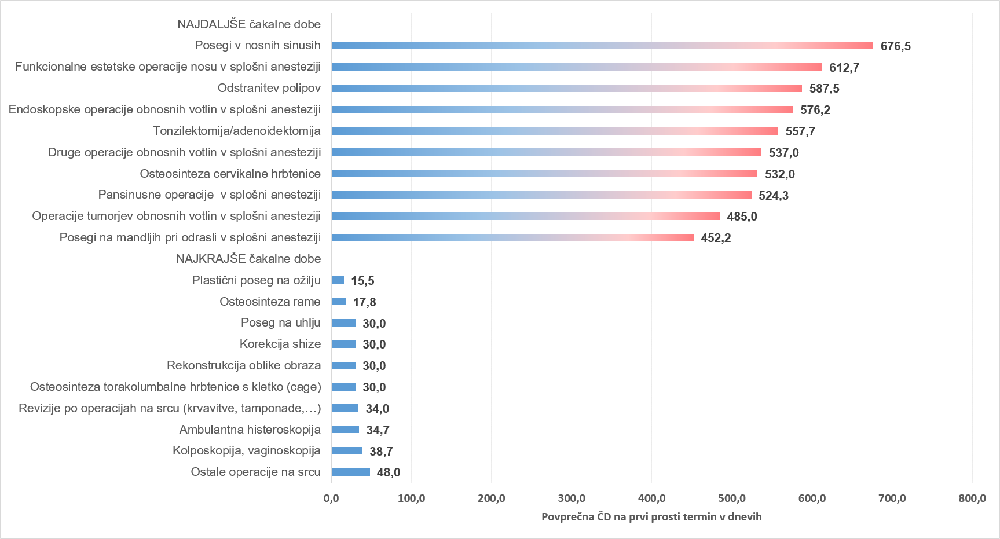 NAJDALJŠE čakalne dobe
Posegi v nosnih sinusih 676,5
Funkcionalne estetske operacije nosu v splošni anesteziji 612,7
Odstranitev polipov 587,5
Endoskopske operacije obnosnih votlin v splošni anesteziji 576,2
Tonzilektomija/adenoidektomija 557,7
Druge operacije obnosnih votlin v splošni anesteziji 537,0
Osteosinteza cervikalne hrbtenice 532,0
Pansinusne operacije  v splošni anesteziji 524,3
Operacije tumorjev obnosnih votlin v splošni anesteziji 485,0
Posegi na mandljih pri odrasli v splošni anesteziji 452,2
NAJKRAJŠE čakalne dobe
Plastični poseg na ožilju 15,5
Osteosinteza rame 17,8
Poseg na uhlju 30,0
Korekcija shize 30,0
Rekonstrukcija oblike obraza 30,0
Osteosinteza torakolumbalne hrbtenice s kletko (cage) 30,0
Revizije po operacijah na srcu (krvavitve, tamponade,…) 34,0
Ambulantna histeroskopija 34,7
Kolposkopija, vaginoskopija 38,7
Ostale operacije na srcu 48,0
0,0 100,0 200,0 300,0 400,0 500,0 600,0 700,0 800,0
Povprečna ČD na prvi prosti termin v dnevih